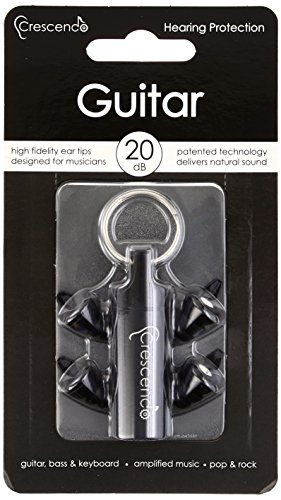 Crescendo
Hearing Protection
Guitar
high fidelity ear tips
designed for musicians
20
dB
patented technology
delivers natural sound
Crescendo
guitar, bass & keyboard • amplified music • pop & rock